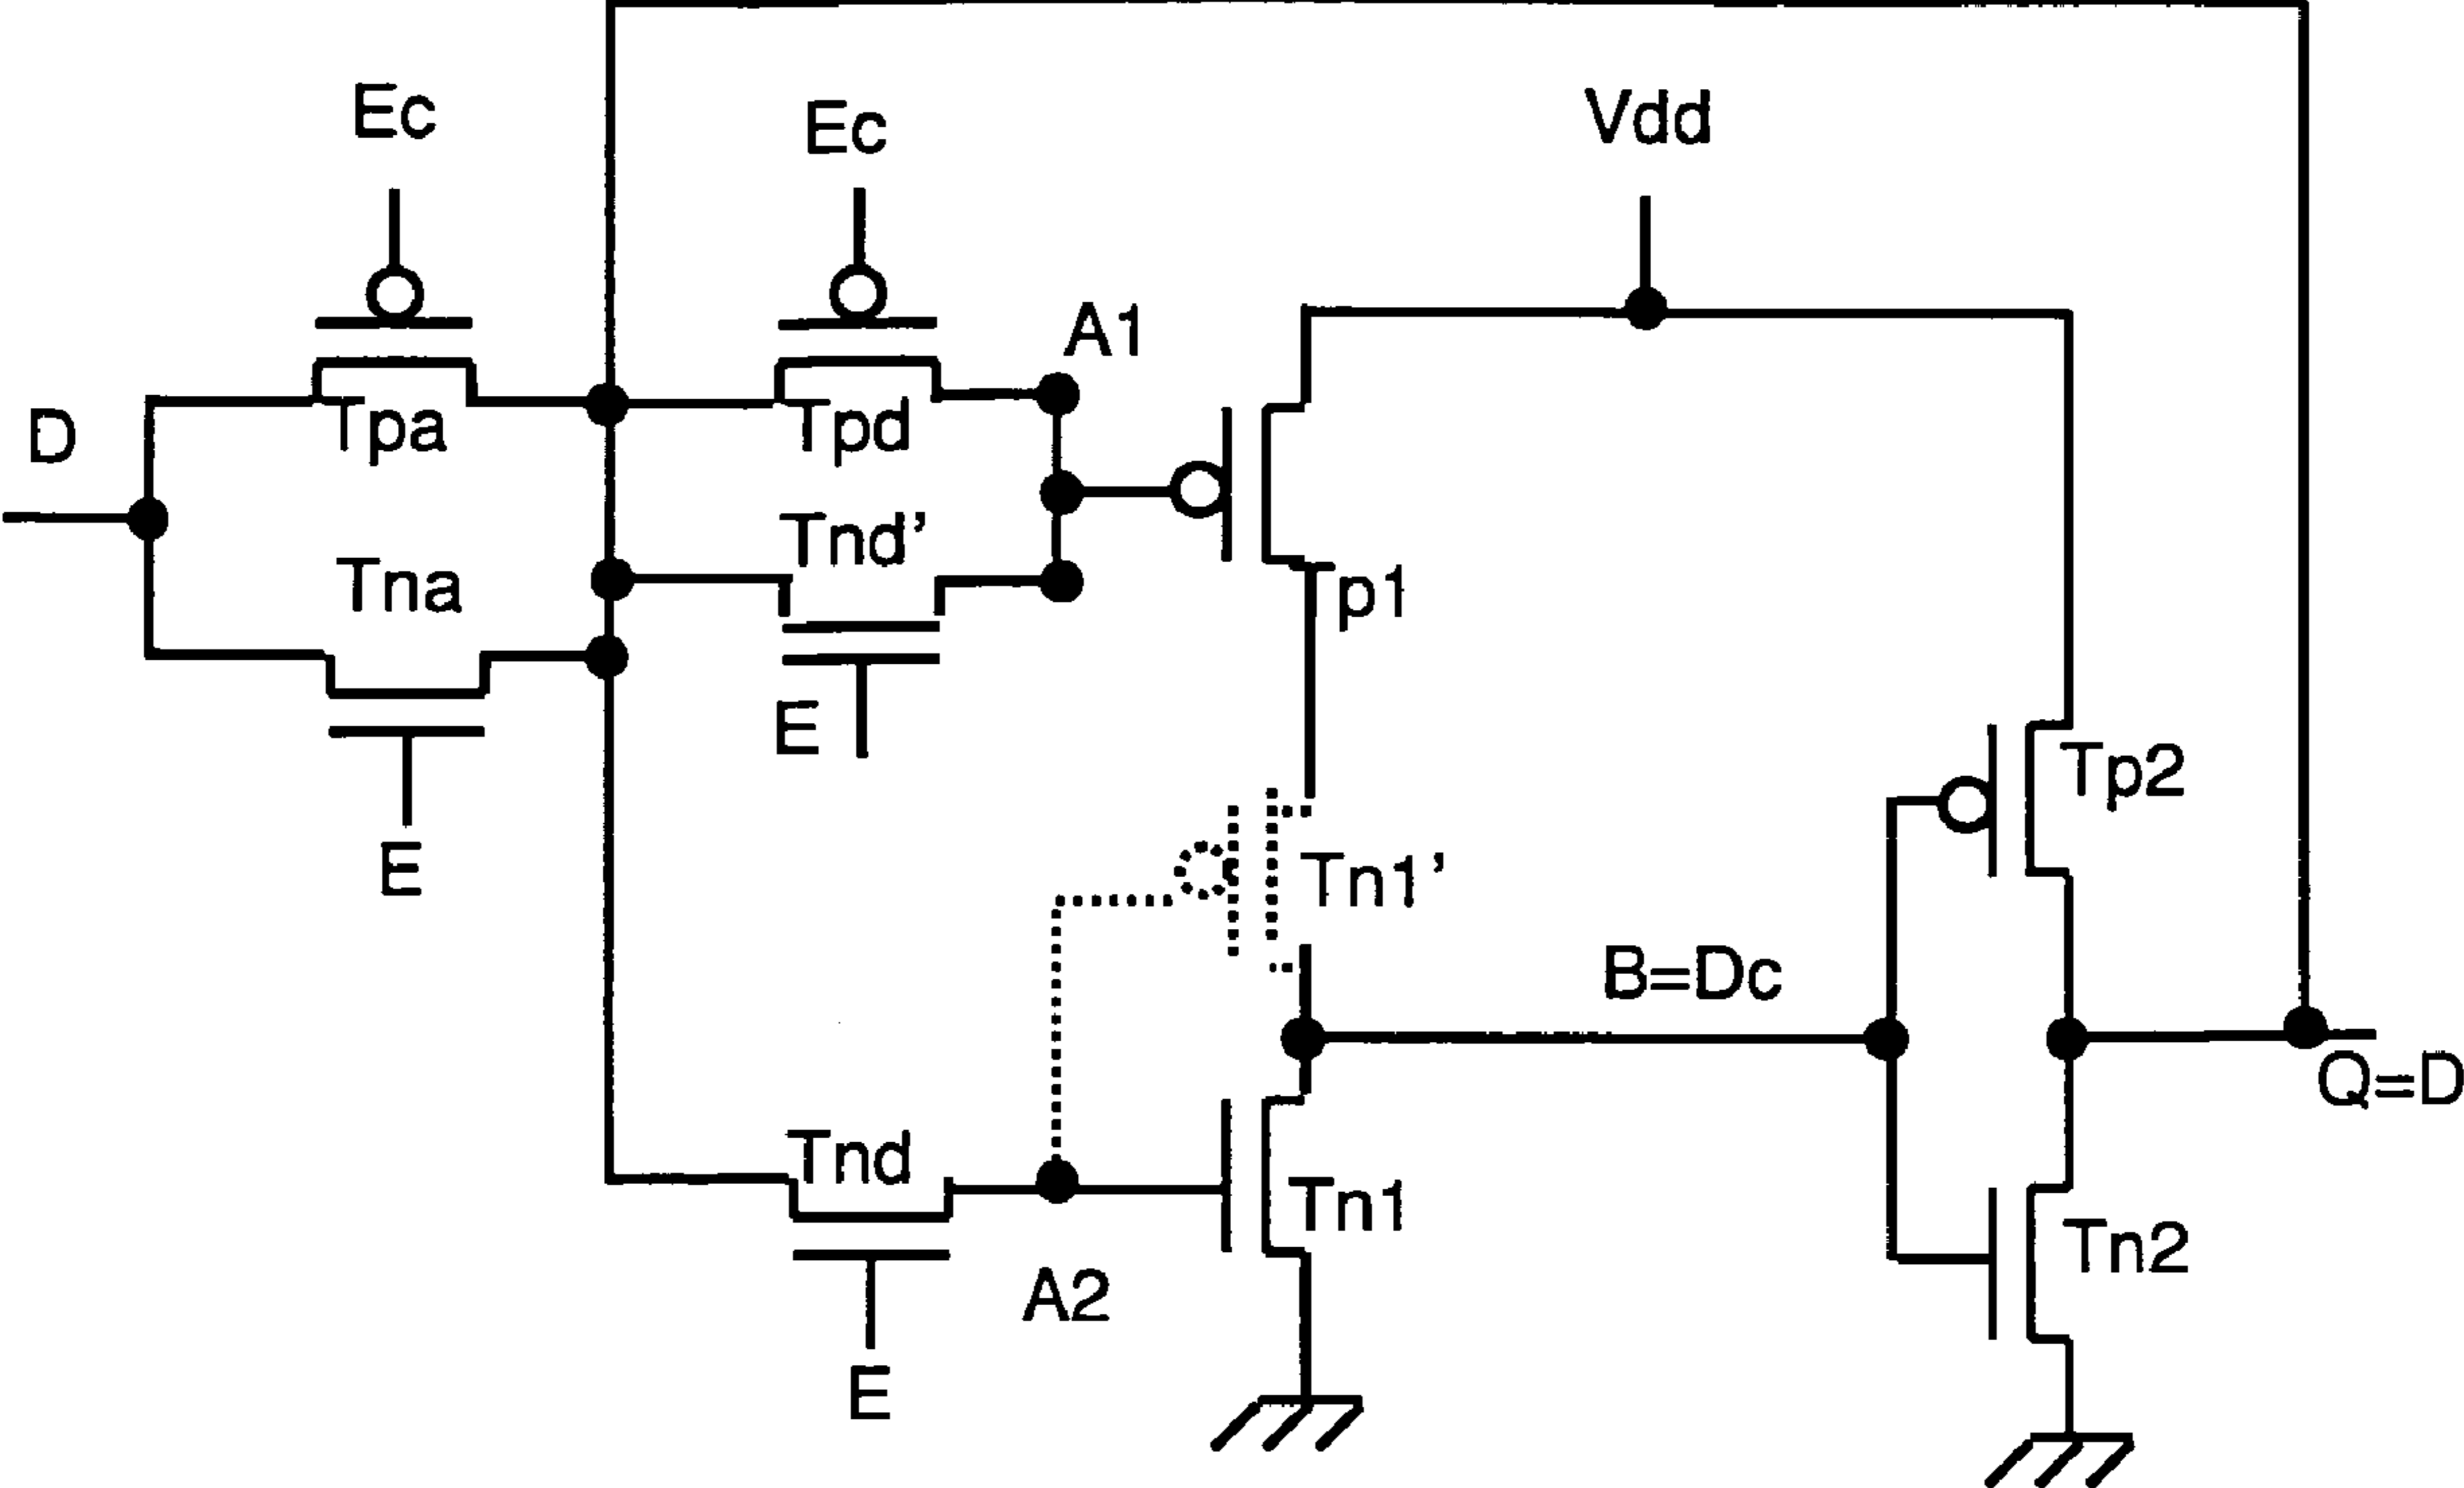 Ec
Ec
Vdd
A1
D
Tpa
Tpd
Tnd’
Tna
Tp1
E
Tp2
E
Tn1’
B=Dc
Q=D
Tnd
Tn1
Tn2
A2
E